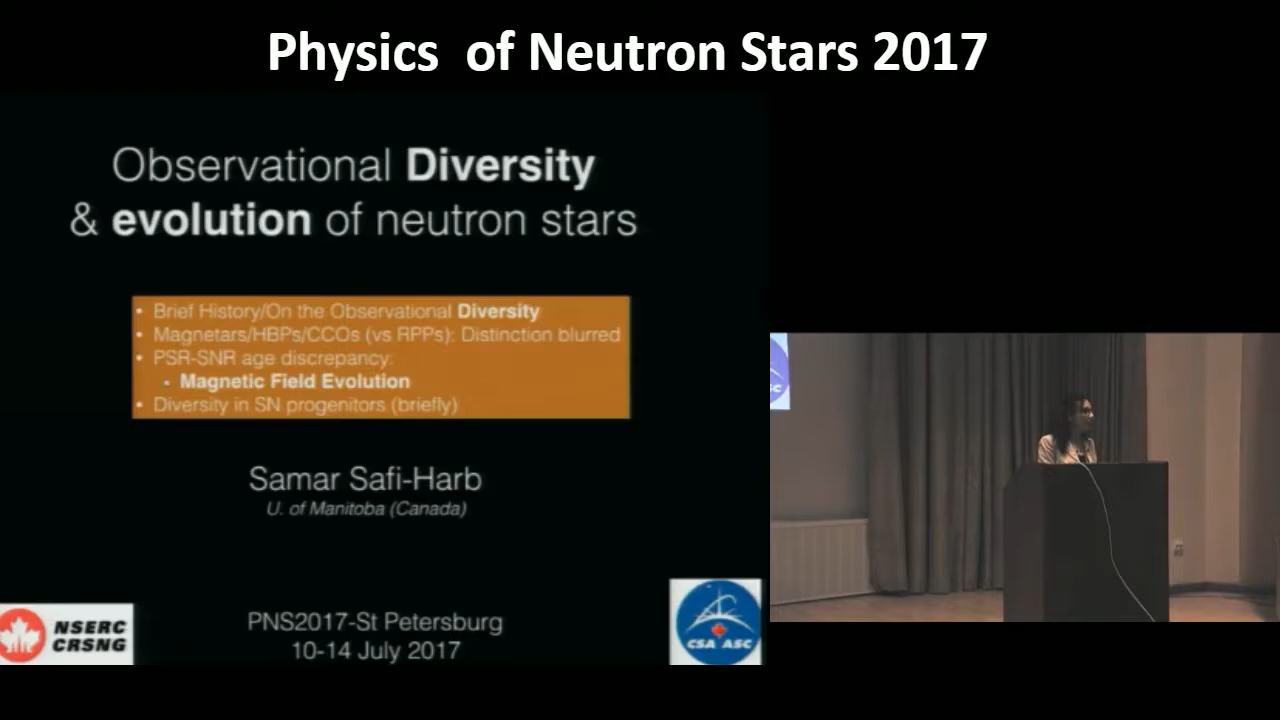 Physics of Neutron Stars 2017
Observational Diversity
& evolution of neutron stars
• Brief History/On the Observational Diversity
• Magnetars/HBPs/CCOs (vs RPPs): Distinction blurred
• PSR-SNR age discrepancy:
• Magnetic Field Evolution
• Diversity in SN progenitors (briefly)
Samar Safi-Harb
U. of Manitoba (Canada)
NSERC
CRSNG
PNS2017-St Petersburg
10-14 July 2017
CSA ASC
SC